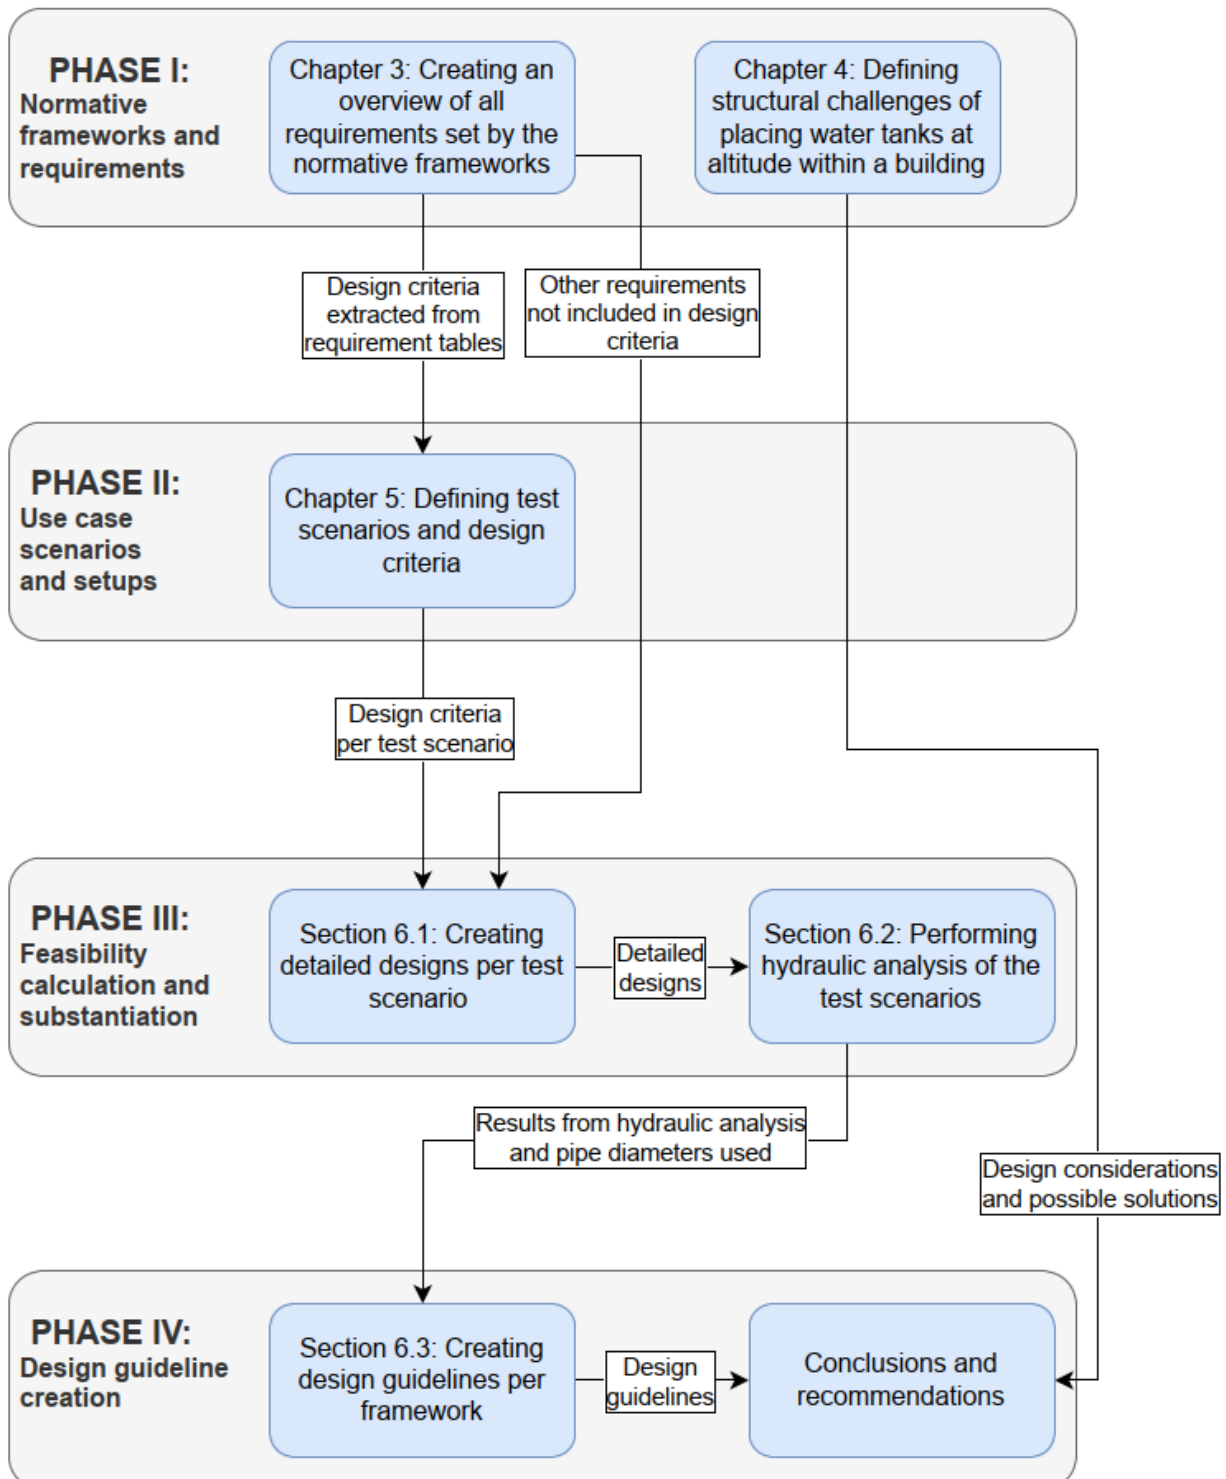 PHASE I:
Normative
frameworks and
requirements
Chapter 3: Creating an
overview of all
requirements set by the
normative frameworks
Chapter 4: Defining
structural challenges of
placing water tanks at
altitude within a building
Design criteria
extracted from
requirement tables
Other requirements
not included in design
criteria
PHASE II:
Use case
scenarios
and setups
Chapter 5: Defining test
scenarios and design
criteria
Design criteria
per test scenario
PHASE III:
Feasibility
calculation and
substantiation
Section 6.1: Creating
detailed designs per test
scenario
Detailed
designs
Section 6.2: Performing
hydraulic analysis of the
test scenarios
Results from hydraulic analysis
and pipe diameters used
Design considerations
and possible solutions
PHASE IV:
Design guideline
creation
Section 6.3: Creating
design guidelines per
framework
Design
guidelines
Conclusions and
recommendations